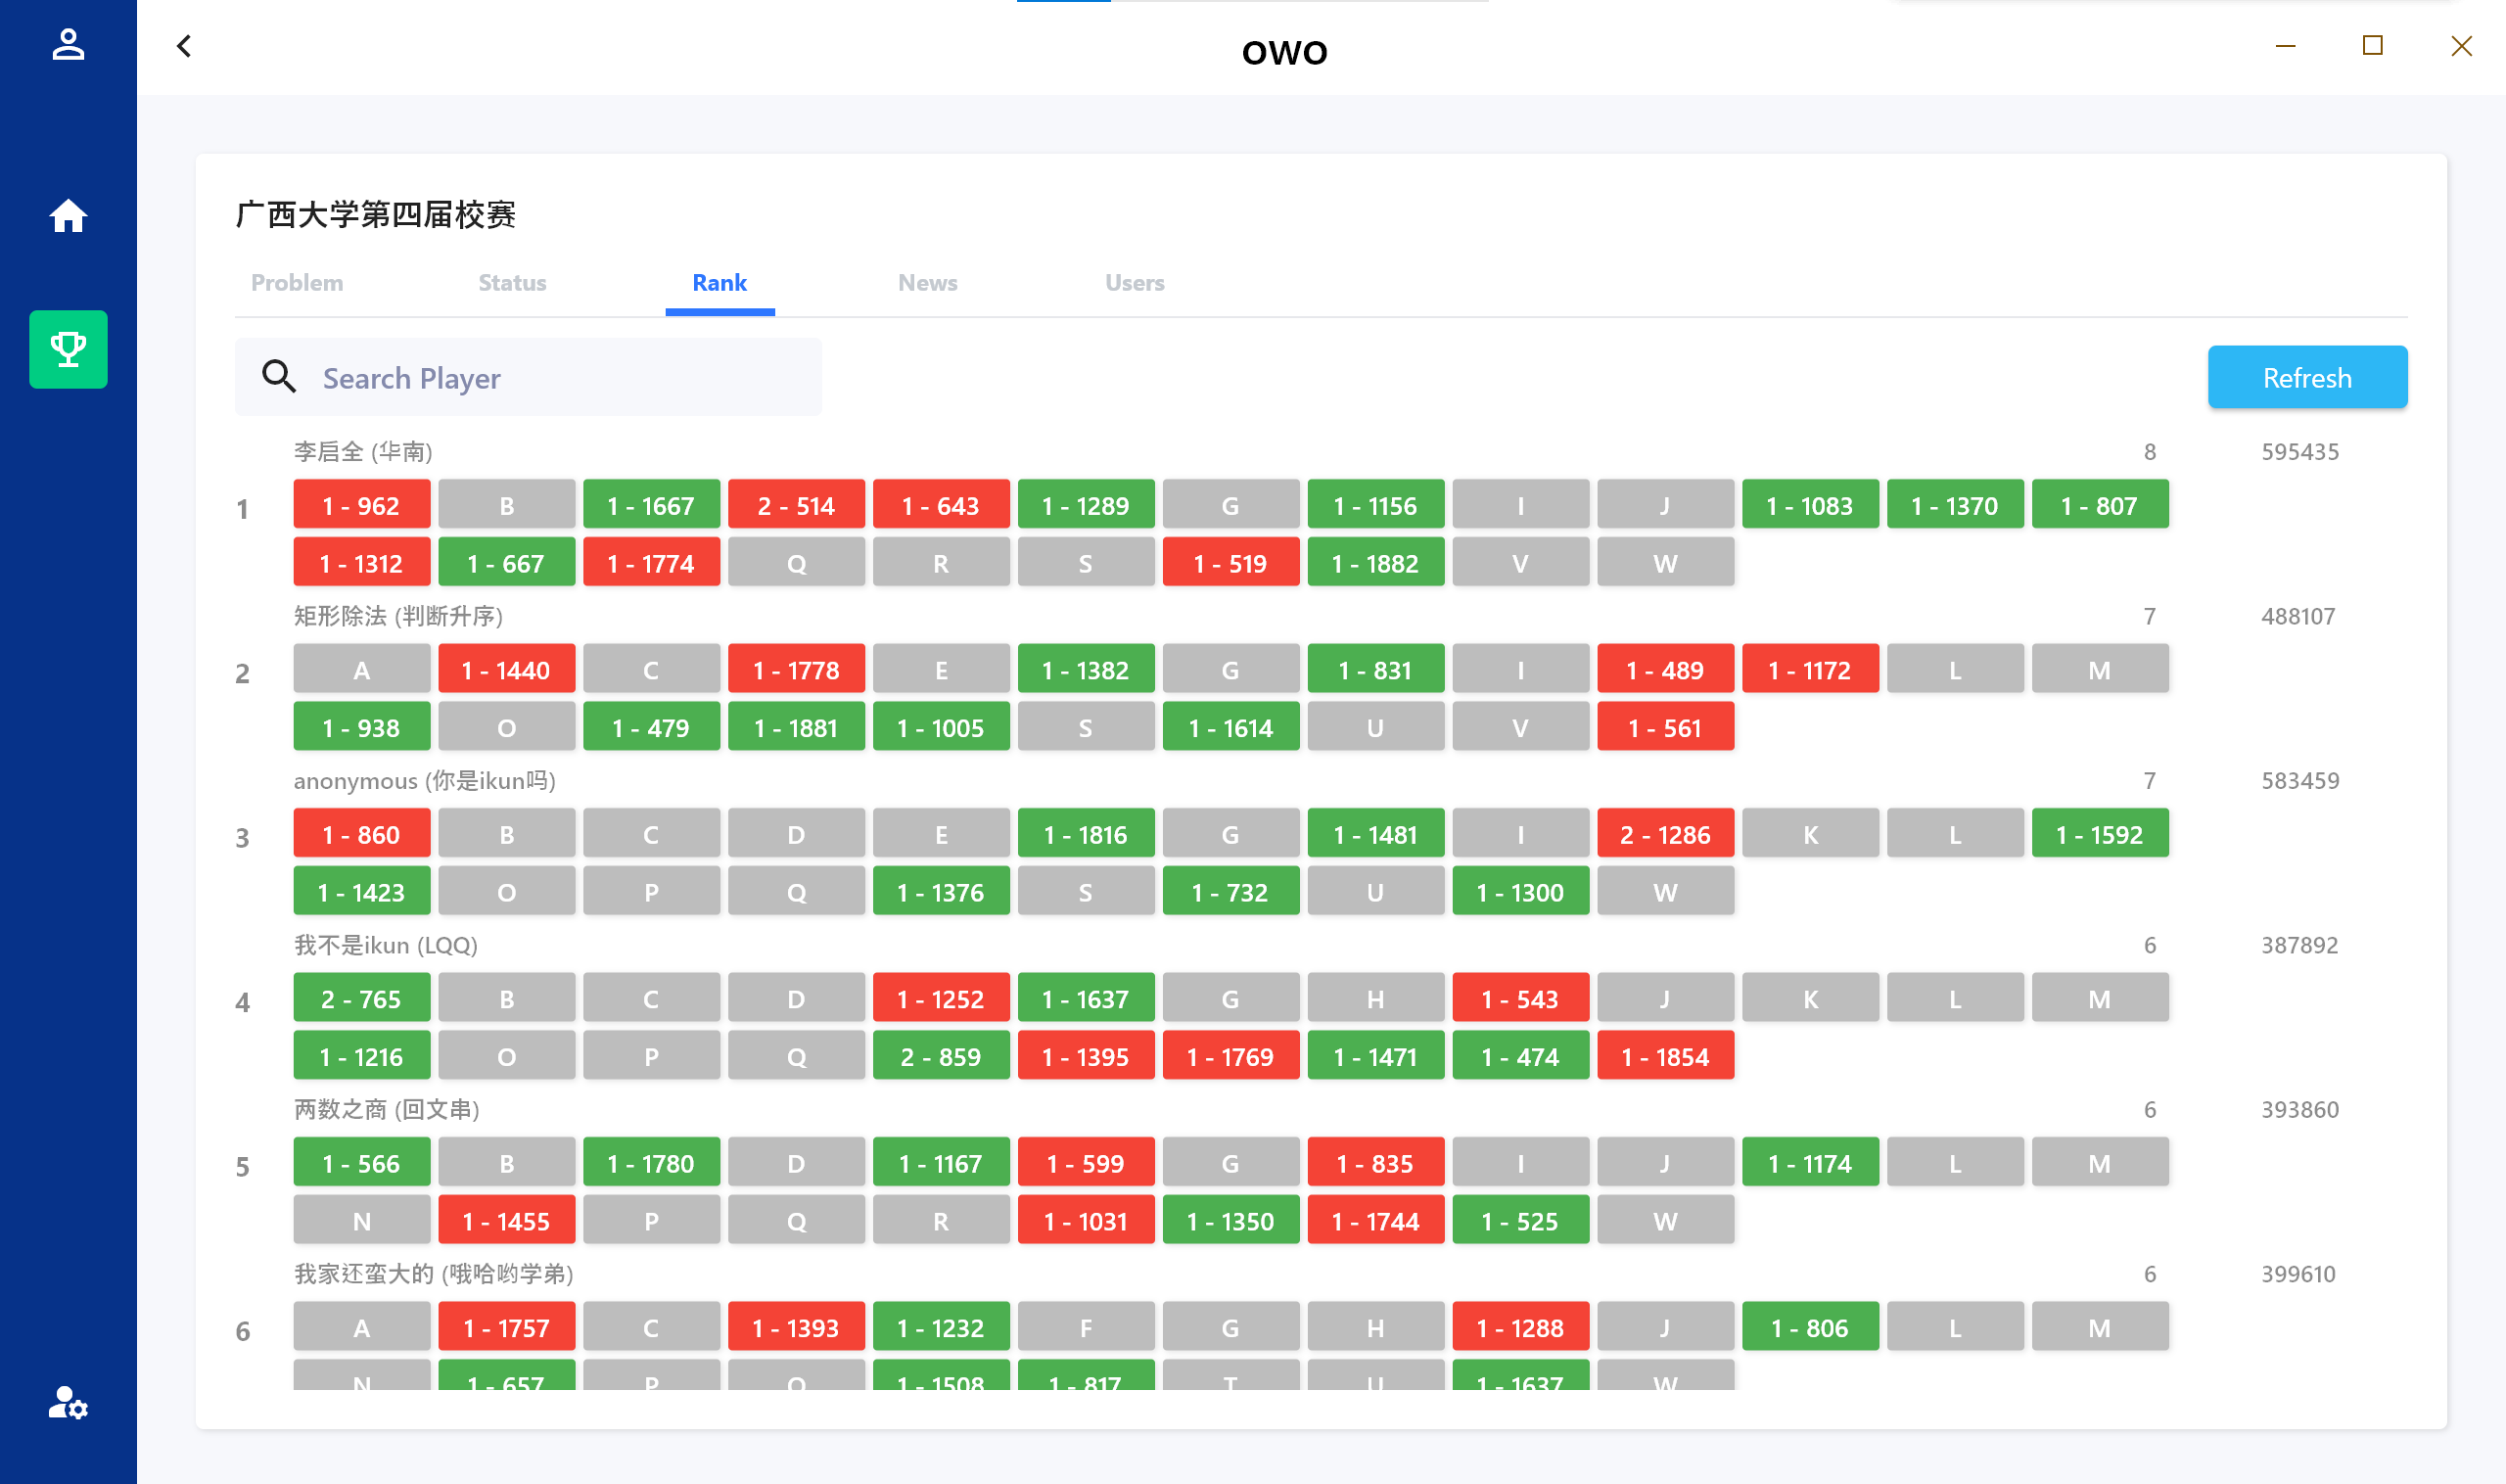 OWO
广西大学第四届校赛
Problem Status Rank News Users
Search Player Refresh
李启全 (华南) 8 595435
1 1 - 962 B 1 - 1667 2 - 514 1 - 643 1 - 1289 G 1 - 1156 I J 1 - 1083 1 - 1370 1 - 807
1 - 1312 1 - 667 1 - 1774 Q R S 1 - 519 1 - 1882 V W
矩形除法 (判断升序) 7 488107
2 A 1 - 1440 C 1 - 1778 E 1 - 1382 G 1 - 831 I 1 - 489 1 - 1172 L M
1 - 938 O 1 - 479 1 - 1881 1 - 1005 S 1 - 1614 U V 1 - 561
anonymous (你是ikun吗) 7 583459
3 1 - 860 B C D E 1 - 1816 G 1 - 1481 I 2 - 1286 K L 1 - 1592
1 - 1423 O P Q 1 - 1376 S 1 - 732 U 1 - 1300 W
我不是ikun (LQQ) 6 387892
4 2 - 765 B C D 1 - 1252 1 - 1637 G H 1 - 543 J K L M
1 - 1216 O P Q 2 - 859 1 - 1395 1 - 1769 1 - 1471 1 - 474 1 - 1854
两数之商 (回文串) 6 393860
5 1 - 566 B 1 - 1780 D 1 - 1167 1 - 599 G 1 - 835 I J 1 - 1174 L M
N 1 - 1455 P Q R 1 - 1031 1 - 1350 1 - 1744 1 - 525 W
我家还蛮大的 (哦哈哟学弟) 6 399610
6 A 1 - 1757 C 1 - 1393 1 - 1232 F G H 1 - 1288 J 1 - 806 L M
N 1 - 657 P Q 1 - 1508 1 - 817 T U 1 - 1637 W